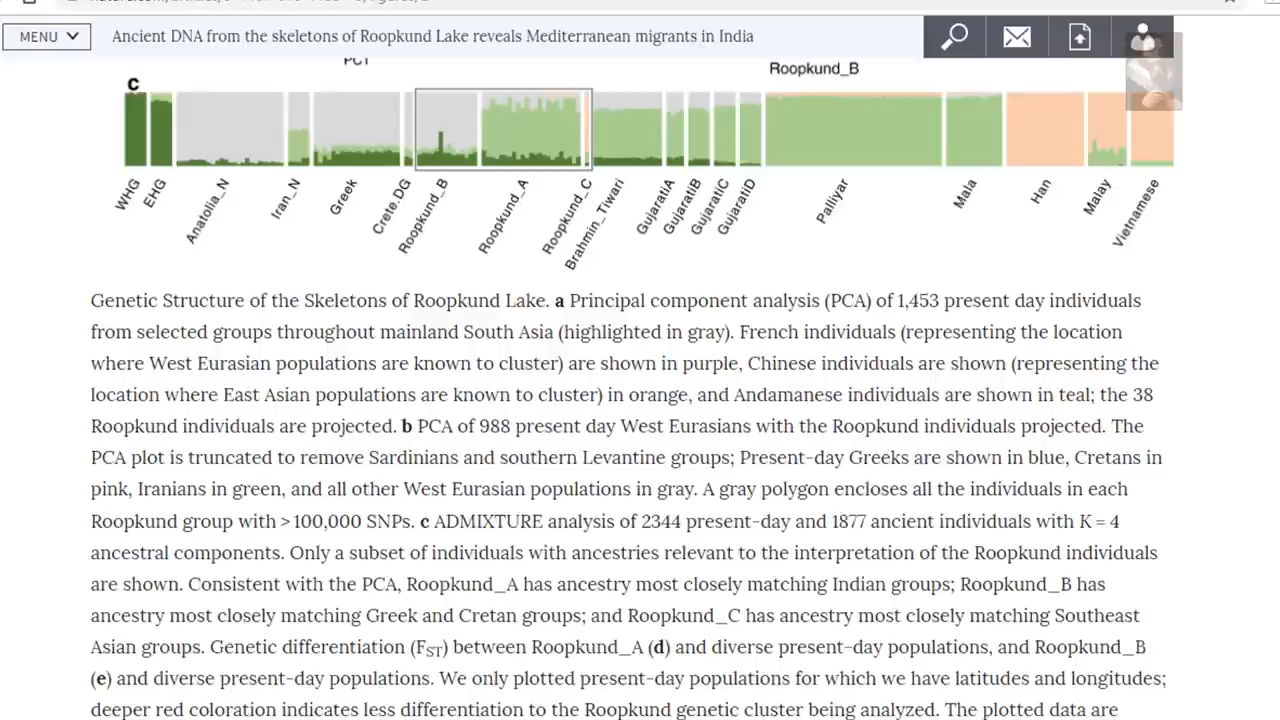 MENU
Ancient DNA from the skeletons of Roopkund Lake reveals Mediterranean migrants in India
PC1
Roopkund_B
c
WHG
EHG
Anatolia_N
Iran_N
Greek
Crete DG
Roopkund_B
Roopkund_A
Roopkund_C
Brahmin_Tiwari
GujaratiA
GujaratiB
GujaratiC
GujaratiD
Palliyar
Mala
Han
Malay
Vietnamese
Genetic Structure of the Skeletons of Roopkund Lake. a Principal component analysis (PCA) of 1,453 present day individuals
from selected groups throughout mainland South Asia (highlighted in gray). French individuals (representing the location
where West Eurasian populations are known to cluster) are shown in purple, Chinese individuals are shown (representing the
location where East Asian populations are known to cluster) in orange, and Andamanese individuals are shown in teal; the 38
Roopkund individuals are projected. b PCA of 988 present day West Eurasians with the Roopkund individuals projected. The
PCA plot is truncated to remove Sardinians and southern Levantine groups; Present-day Greeks are shown in blue, Cretans in
pink, Iranians in green, and all other West Eurasian populations in gray. A gray polygon encloses all the individuals in each
Roopkund group with > 100,000 SNPs. c ADMIXTURE analysis of 2344 present-day and 1877 ancient individuals with K = 4
ancestral components. Only a subset of individuals with ancestries relevant to the interpretation of the Roopkund individuals
are shown. Consistent with the PCA, Roopkund_A has ancestry most closely matching Indian groups; Roopkund_B has
ancestry most closely matching Greek and Cretan groups; and Roopkund_C has ancestry most closely matching Southeast
Asian groups. Genetic differentiation (FST) between Roopkund_A (d) and diverse present-day populations, and Roopkund_B
(e) and diverse present-day populations. We only plotted present-day populations for which we have latitudes and longitudes;
deeper red coloration indicates less differentiation to the Roopkund genetic cluster being analyzed. The plotted data are